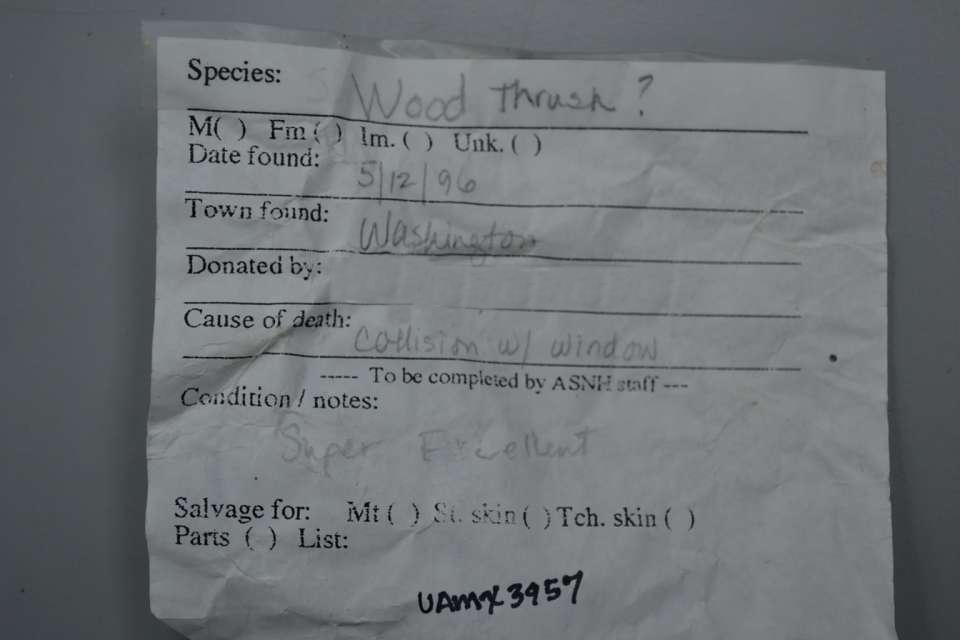 Species: Wood Thrush?
M( ) Fm ( ) Im. ( ) Unk. ( )
Date found: 5/12/96
Town found: Washington
Donated by:
Cause of death: Collision w/ window
----- To be completed by ASNH staff ---
Condition / notes:
Super Excellent
Salvage for: Mt ( ) St. skin ( ) Tch. skin ( )
Parts ( ) List:
UAMX3957